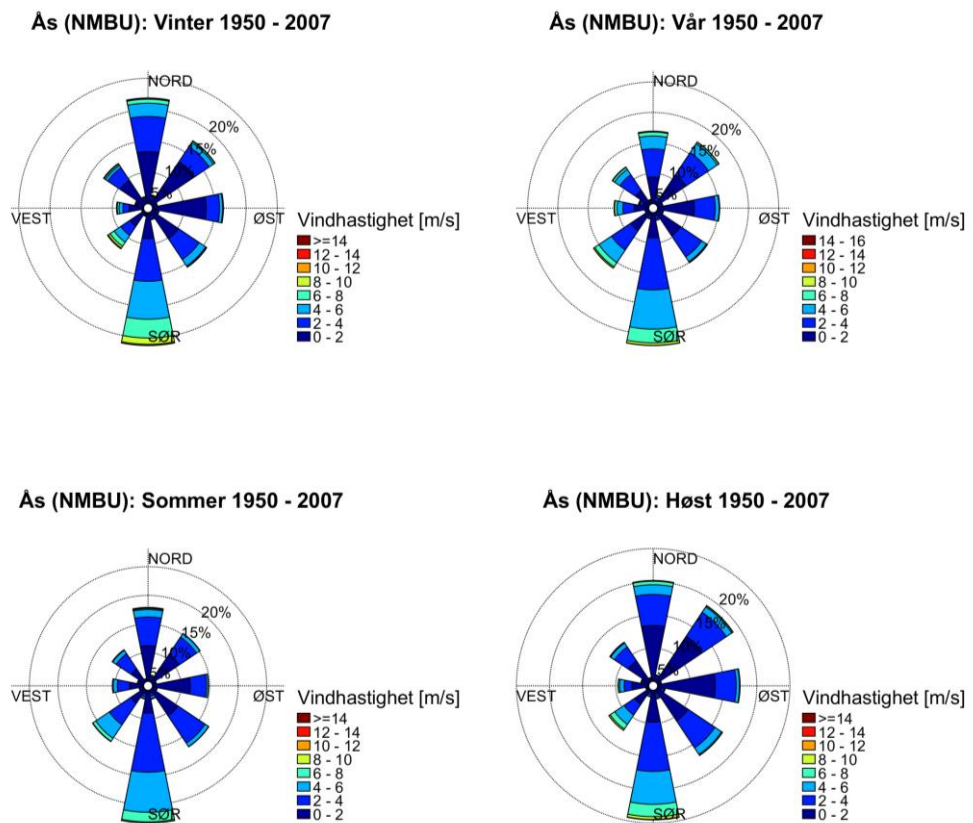 Ås (NMBU): Vinter 1950 - 2007
NORD
20%
15%
10%
5%
VEST
ØST
SØR
Vindhastighet [m/s]
>=14
12 - 14
10 - 12
8 - 10
6 - 8
4 - 6
2 - 4
0 - 2
Ås (NMBU): Vår 1950 - 2007
NORD
20%
15%
10%
5%
VEST
ØST
SØR
Vindhastighet [m/s]
14 - 16
12 - 14
10 - 12
8 - 10
6 - 8
4 - 6
2 - 4
0 - 2
Ås (NMBU): Sommer 1950 - 2007
NORD
20%
15%
10%
5%
VEST
ØST
SØR
Vindhastighet [m/s]
>=14
12 - 14
10 - 12
8 - 10
6 - 8
4 - 6
2 - 4
0 - 2
Ås (NMBU): Høst 1950 - 2007
NORD
20%
15%
10%
5%
VEST
ØST
SØR
Vindhastighet [m/s]
>=14
12 - 14
10 - 12
8 - 10
6 - 8
4 - 6
2 - 4
0 - 2